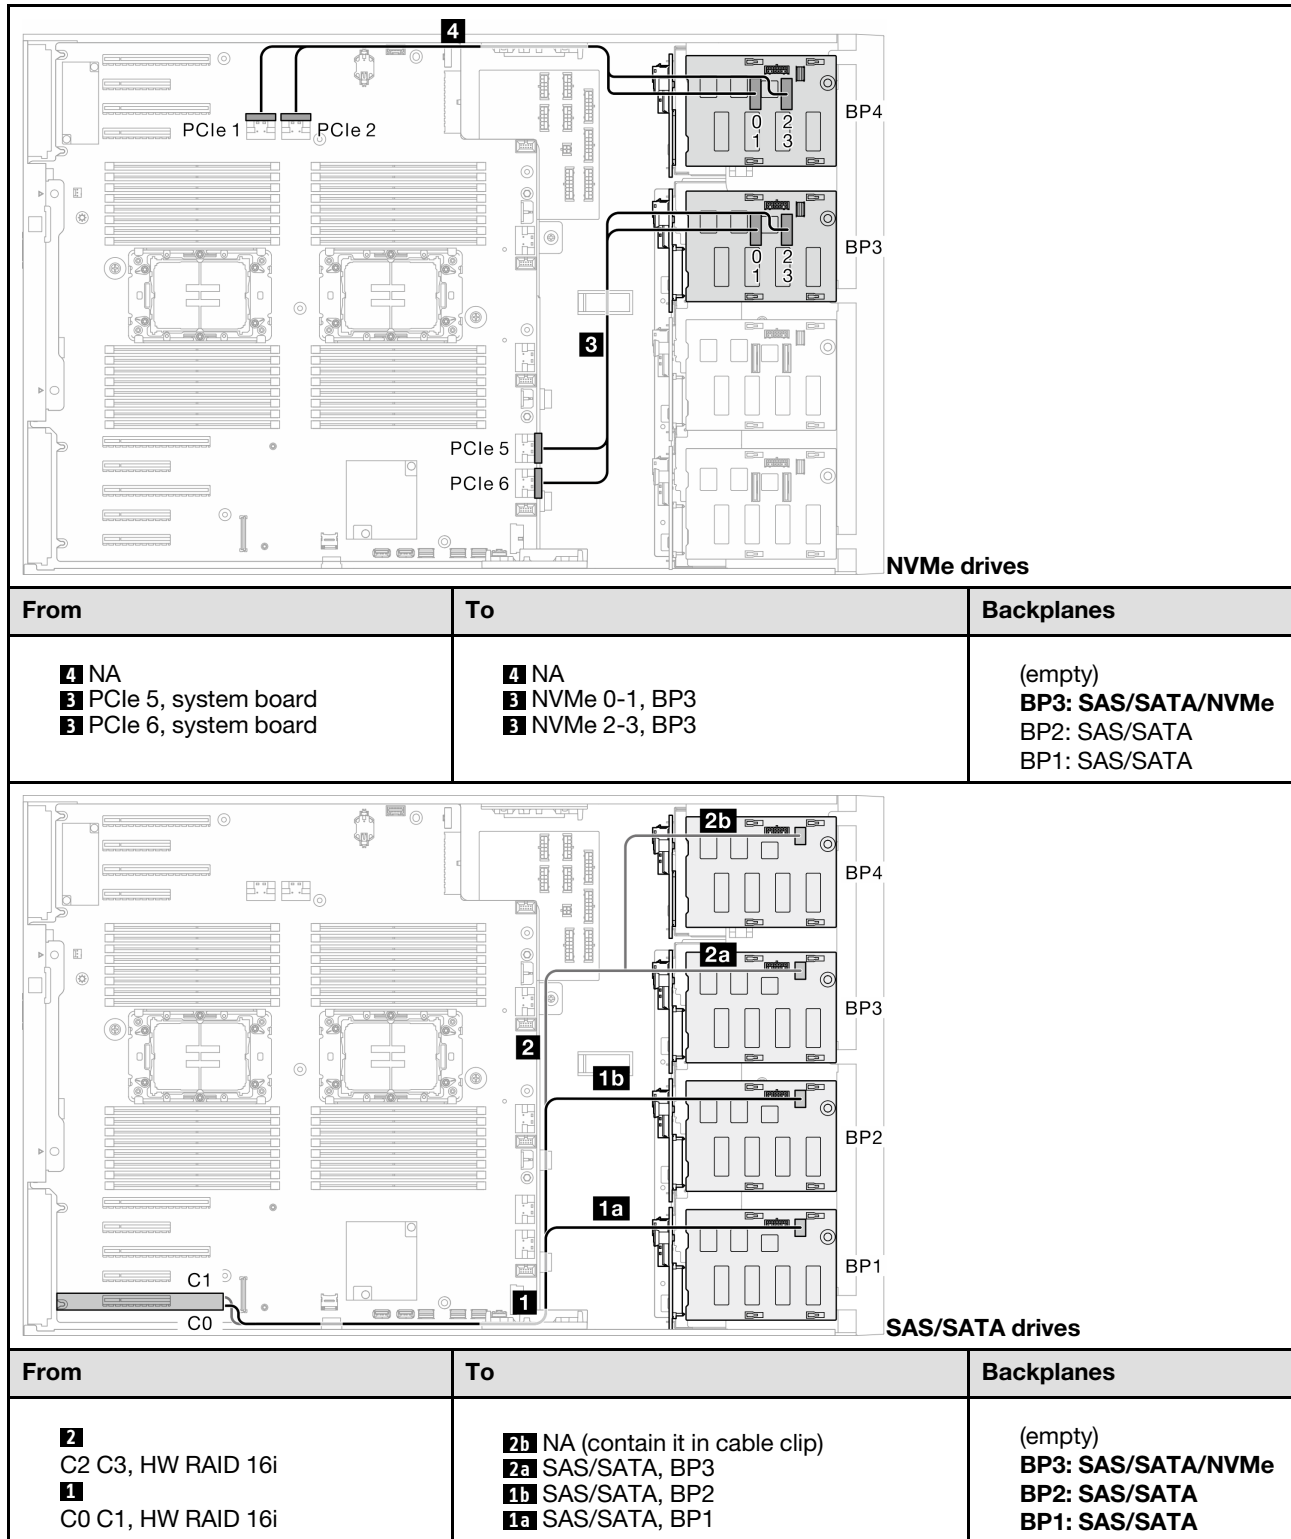 4
PCIe 1
PCIe 2
0 2
1 3
BP4
0 2
1 3
BP3
3
PCIe 5
PCIe 6
NVMe drives
From To Backplanes
4 NA
3 PCIe 5, system board
3 PCIe 6, system board
4 NA
3 NVMe 0-1, BP3
3 NVMe 2-3, BP3
(empty)
BP3: SAS/SATA/NVMe
BP2: SAS/SATA
BP1: SAS/SATA
2b
BP4
2a
BP3
2
1b
BP2
1a
BP1
C1
C0
1
SAS/SATA drives
From To Backplanes
2
C2 C3, HW RAID 16i
1
C0 C1, HW RAID 16i
2b NA (contain it in cable clip)
2a SAS/SATA, BP3
1b SAS/SATA, BP2
1a SAS/SATA, BP1
(empty)
BP3: SAS/SATA/NVMe
BP2: SAS/SATA
BP1: SAS/SATA